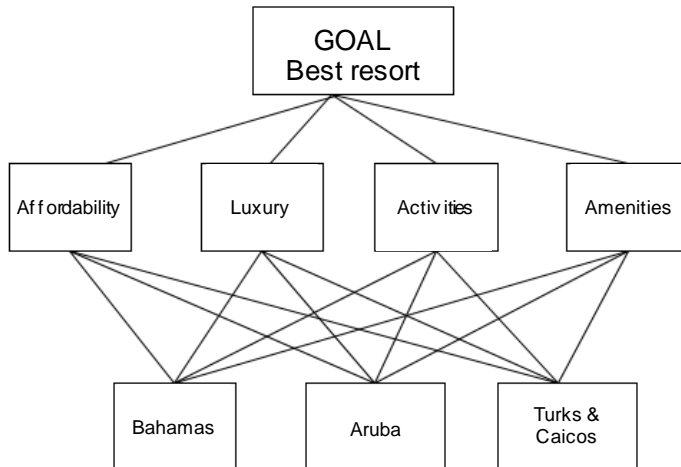 GOAL
Best resort
Affordability
Luxury
Activities
Amenities
Bahamas
Aruba
Turks &
Caicos